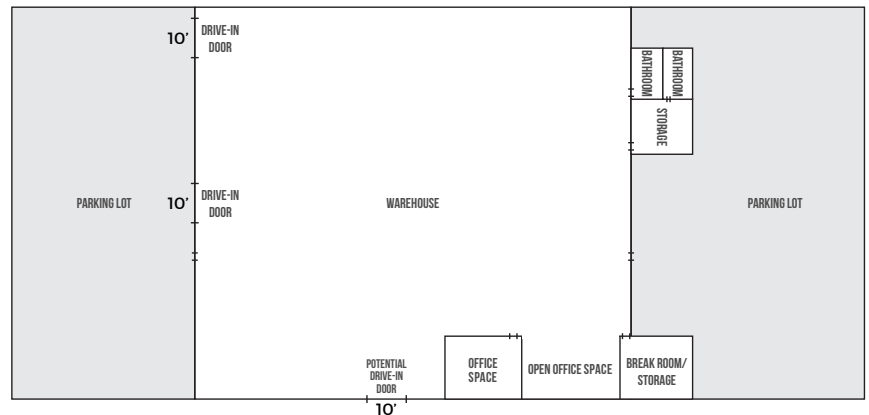 10'
DRIVE-IN
DOOR
BATHROOM
BATHROOM
STORAGE
PARKING LOT
10'
DRIVE-IN
DOOR
WAREHOUSE
PARKING LOT
POTENTIAL
DRIVE-IN
DOOR
10'
OFFICE
SPACE
OPEN OFFICE SPACE
BREAK ROOM/
STORAGE